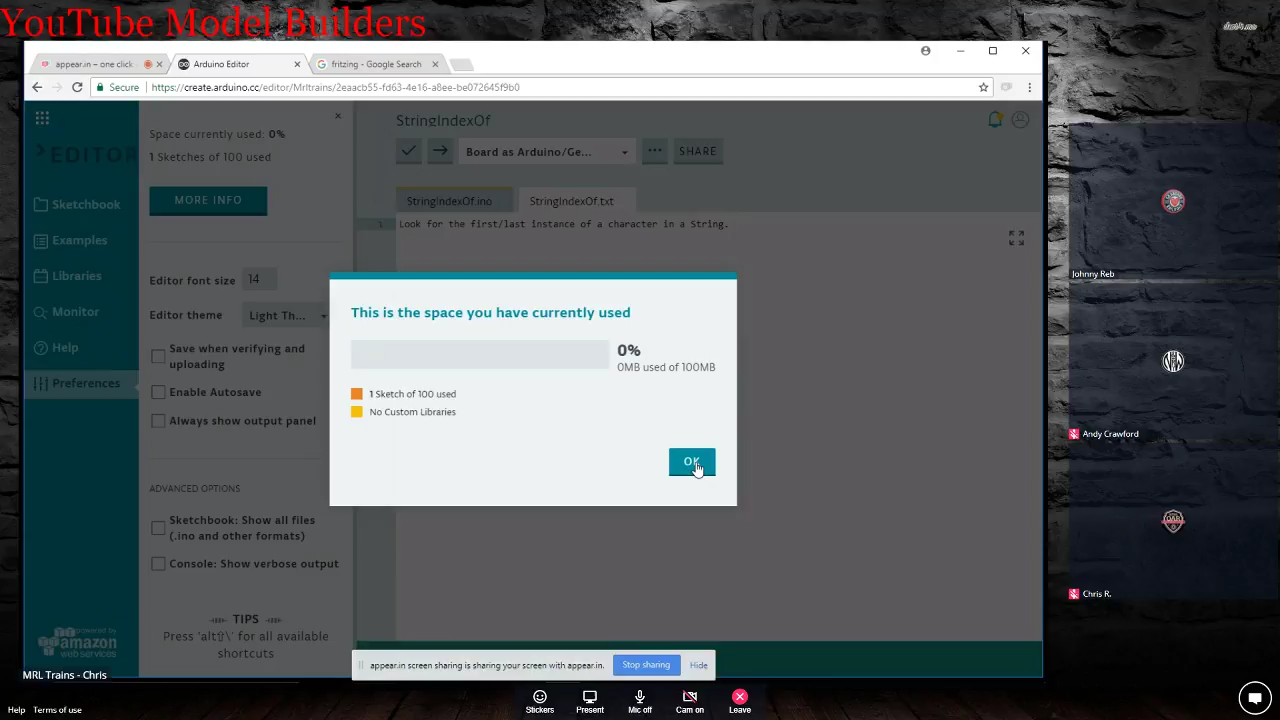 YouTube Model Builders
appear.in – one click
Arduino Editor
fritzing - Google Search
Secure
https://create.arduino.cc/editor/Mrltrains/2eaacb55-fd63-4e16-a8ee-be072645f9b0
EDITOR
Sketchbook
Examples
Libraries
Monitor
Help
Preferences
powered by
amazon
web services
Space currently used: 0%
1 Sketches of 100 used
MORE INFO
Editor font size 14
Editor theme Light Th...
Save when verifying and
uploading
Enable Autosave
Always show output panel
ADVANCED OPTIONS
Sketchbook: Show all files
(.ino and other formats)
Console: Show verbose output
TIPS
Press 'alt⇧\' for all available
shortcuts
StringIndexOf
Board as Arduino/Ge...
... SHARE
StringIndexOf.ino
StringIndexOf.txt
1 Look for the first/last instance of a character in a String.
This is the space you have currently used
0%
0MB used of 100MB
1 Sketch of 100 used
No Custom Libraries
OK
appear.in screen sharing is sharing your screen with appear.in.
Stop sharing
Hide
MRL Trains - Chris
Johnny Reb
Andy Crawford
Chris R.
Help Terms of use
Stickers
Present
Mic off
Cam on
Leave